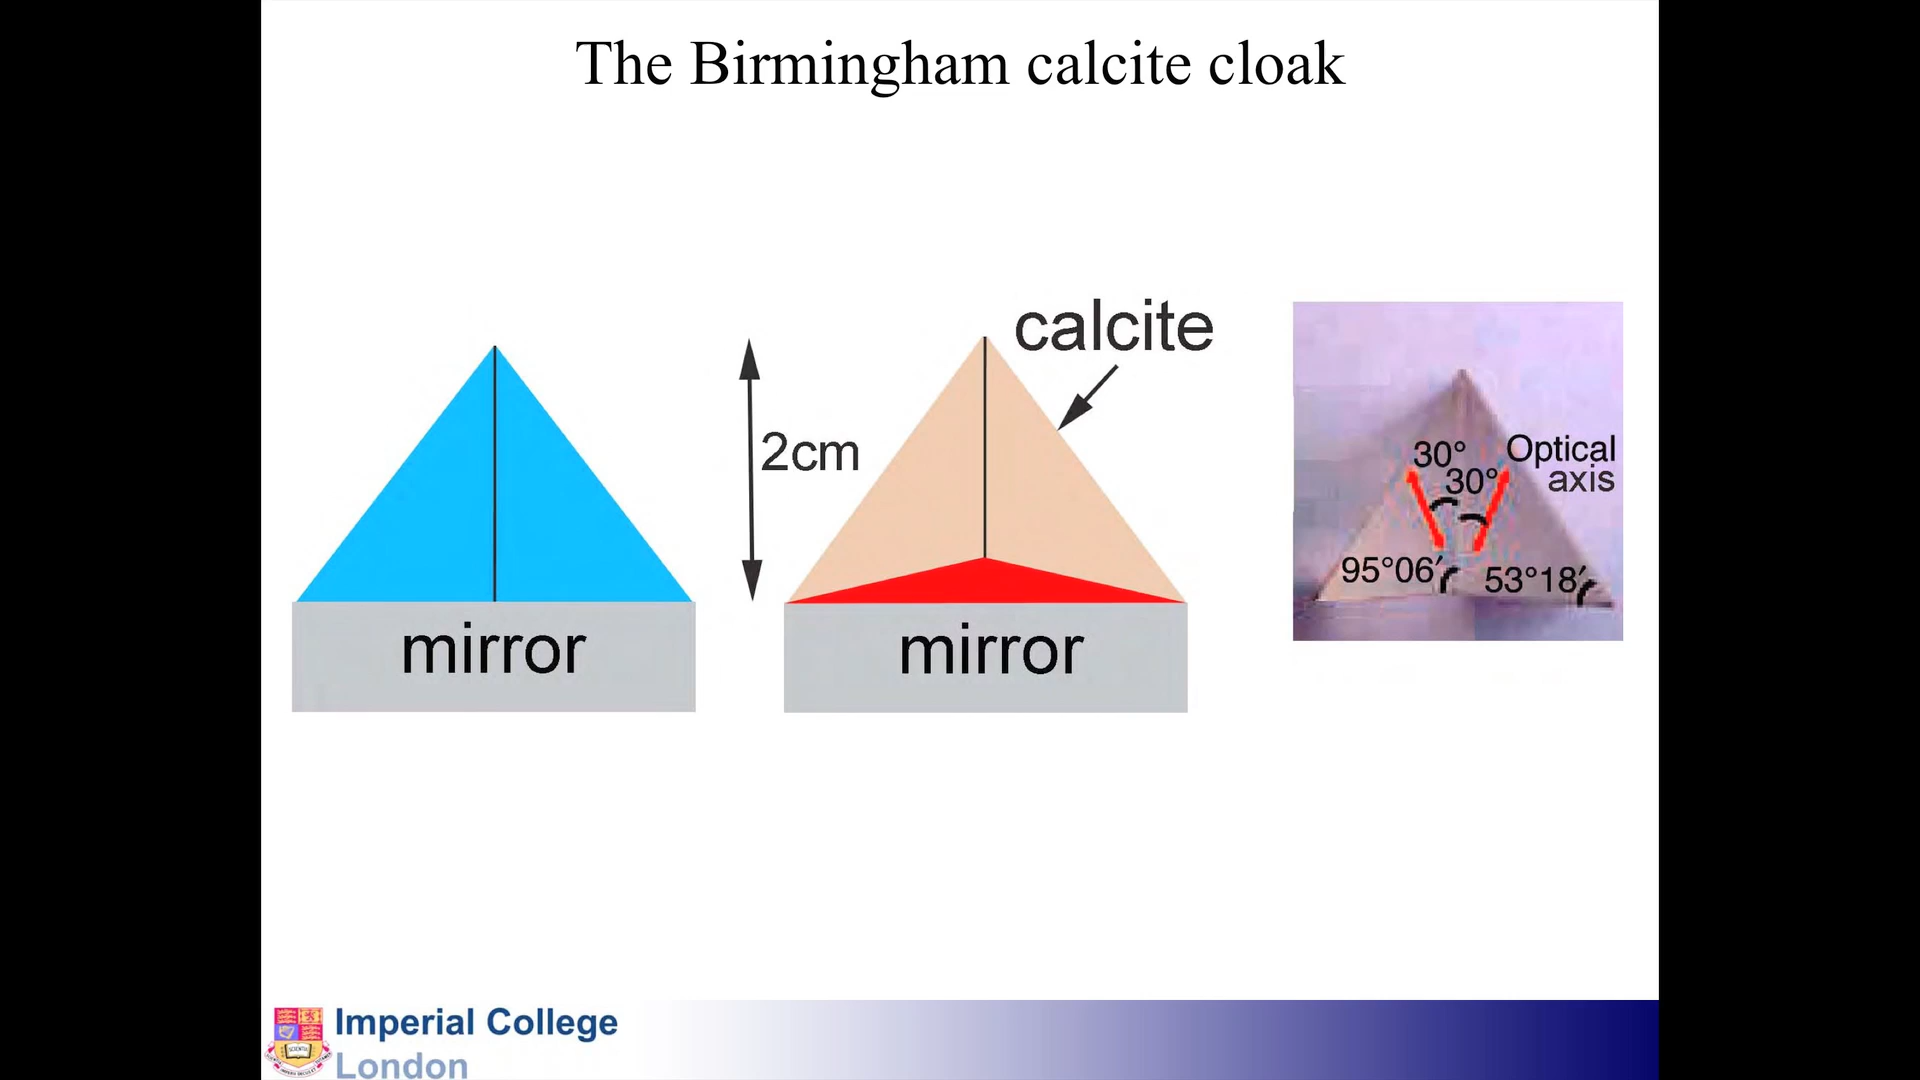 The Birmingham calcite cloak
calcite
2cm
mirror
mirror
30°
30°
Optical
axis
95°06′
53°18′
Imperial College
London